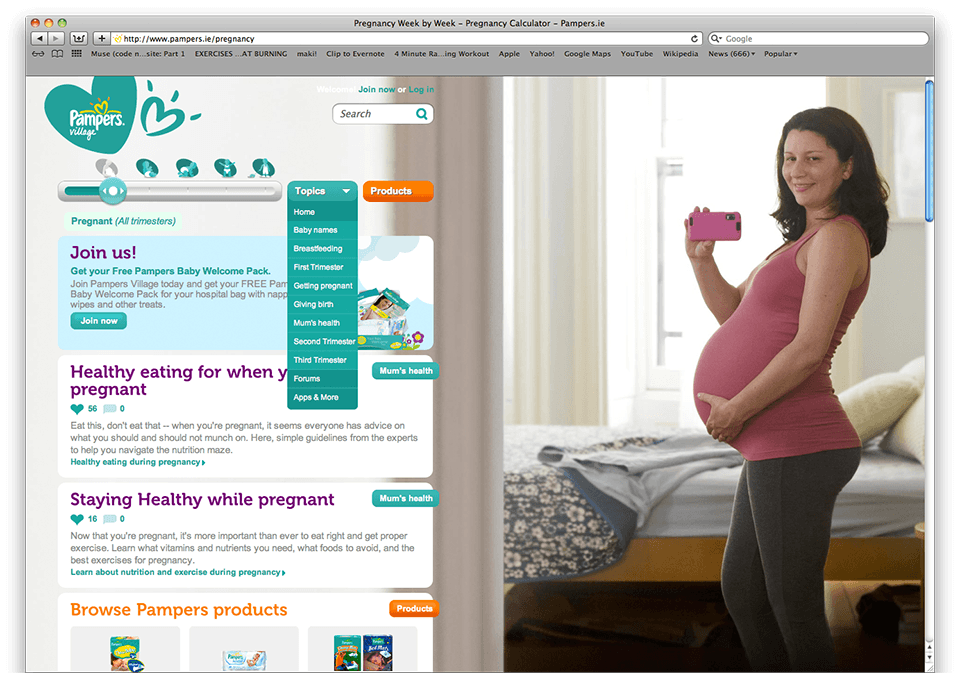 Pregnancy Week by Week – Pregnancy Calculator – Pampers.ie
http://www.pampers.ie/pregnancy
Google
Muse (code n...site: Part 1 EXERCISES ...AT BURNING maki! Clip to Evernote 4 Minute Ra...ing Workout Apple Yahoo! Google Maps YouTube Wikipedia News (666) Popular
Pampers.
village
Welcome! Join now or Log in
Search
Topics
Products
Home
Baby names
Breastfeeding
First Trimester
Getting pregnant
Giving birth
Mum's health
Second Trimester
Third Trimester
Forums
Apps & More
Pregnant (All trimesters)
Join us!
Get your Free Pampers Baby Welcome Pack.
Join Pampers Village today and get your FREE Pam
Baby Welcome Pack for your hospital bag with napp
wipes and other treats.
Join now
Healthy eating for when y
pregnant
Mum's health
56 0
Eat this, don't eat that -- when you're pregnant, it seems everyone has advice on
what you should and should not munch on. Here, simple guidelines from the experts
to help you navigate the nutrition maze.
Healthy eating during pregnancy
Staying Healthy while pregnant
Mum's health
16 0
Now that you're pregnant, it's more important than ever to eat right and get proper
exercise. Learn what vitamins and nutrients you need, what foods to avoid, and the
best exercises for pregnancy.
Learn about nutrition and exercise during pregnancy
Browse Pampers products
Products
Pampers